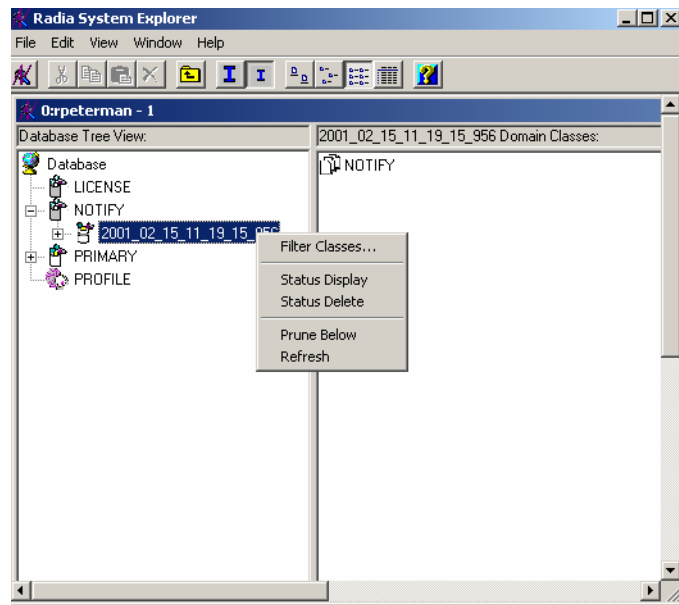 Radia System Explorer
File Edit View Window Help
0:rpeterman - 1
Database Tree View:
2001_02_15_11_19_15_956 Domain Classes:
Database
LICENSE
NOTIFY
2001_02_15_11_19_15_956
PRIMARY
PROFILE
NOTIFY
Filter Classes...
Status Display
Status Delete
Prune Below
Refresh